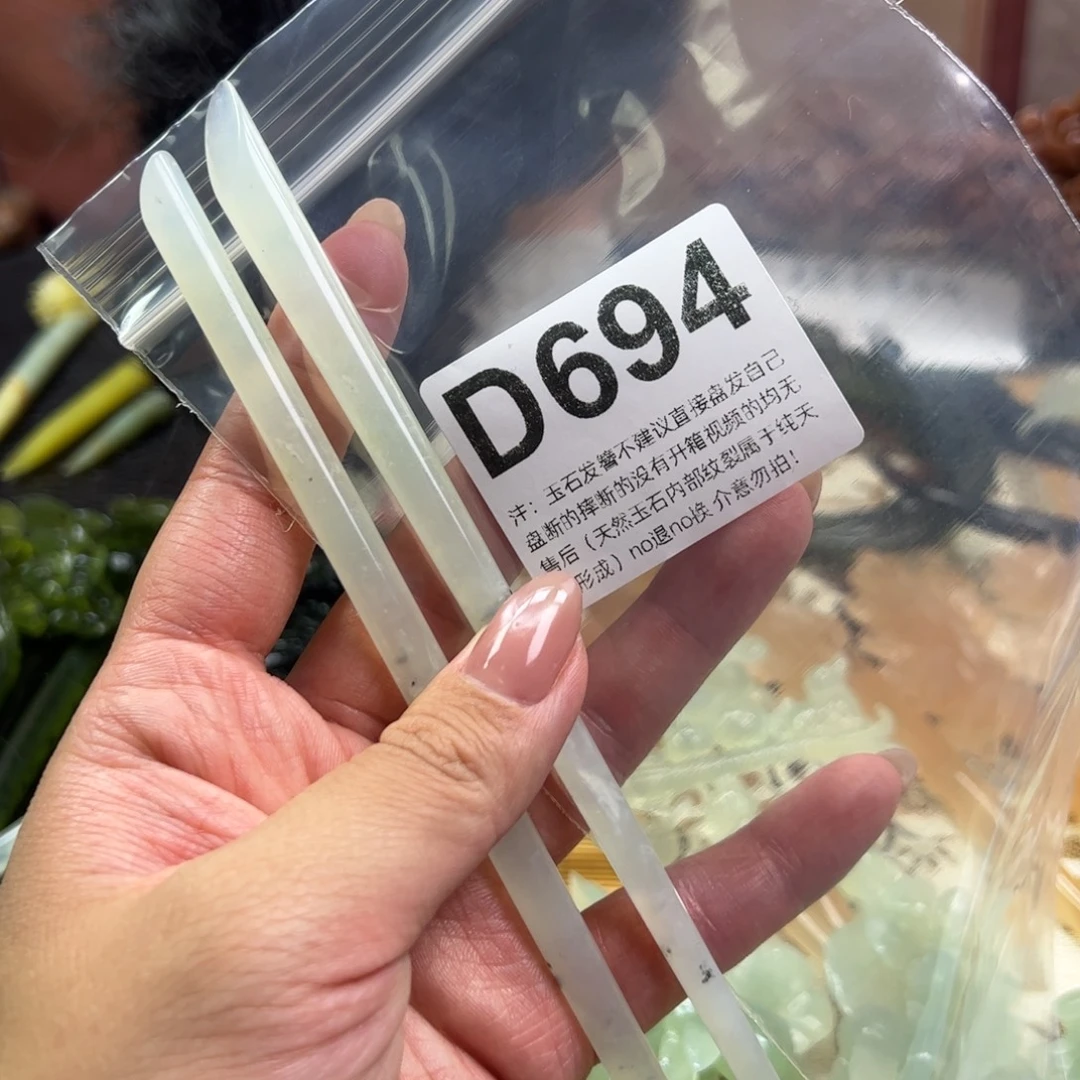 D694
注：玉石发簪不建议直接盘发自己
盘断的摔断的没有开箱视频的均无
售后（天然玉石内部纹裂属于纯天
形成）no退no换 介意勿拍！